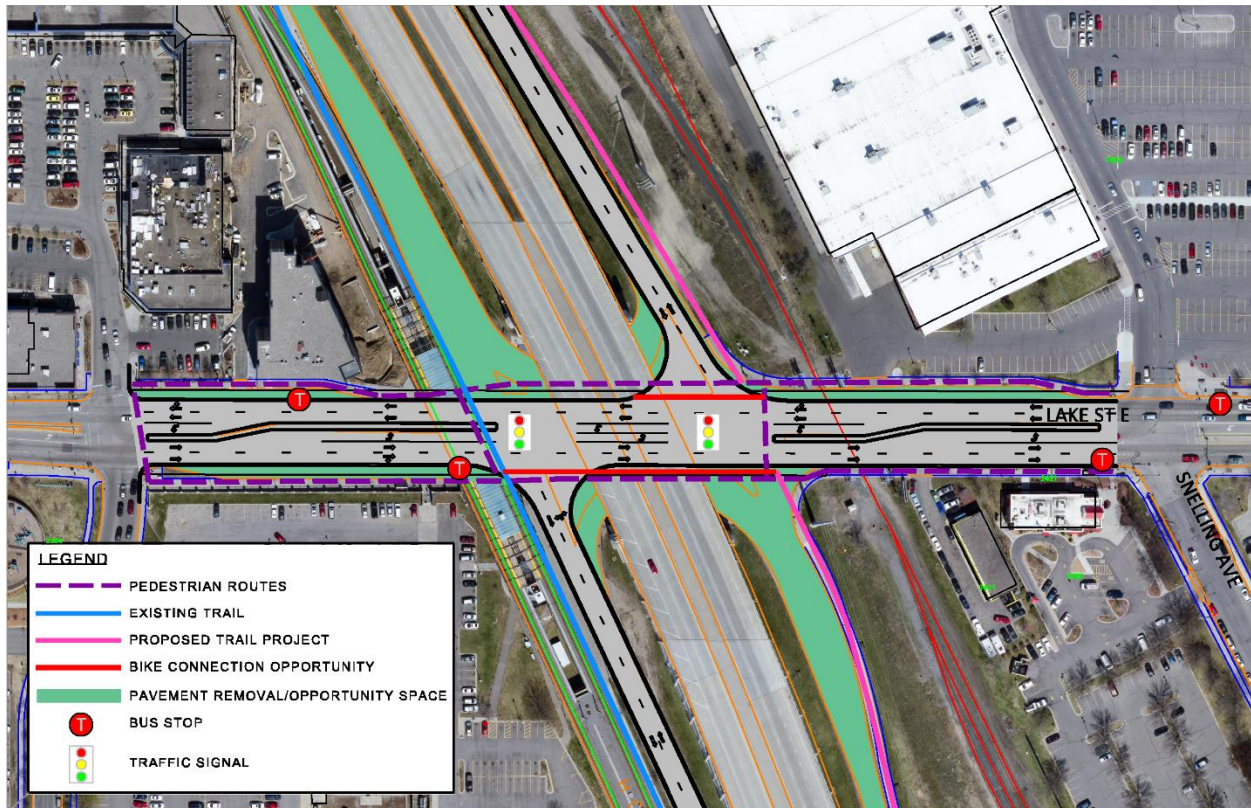 T
T
LAKE ST E
T
T
SNELLING AVE
LEGEND
PEDESTRIAN ROUTES
EXISTING TRAIL
PROPOSED TRAIL PROJECT
BIKE CONNECTION OPPORTUNITY
PAVEMENT REMOVAL/OPPORTUNITY SPACE
T BUS STOP
TRAFFIC SIGNAL